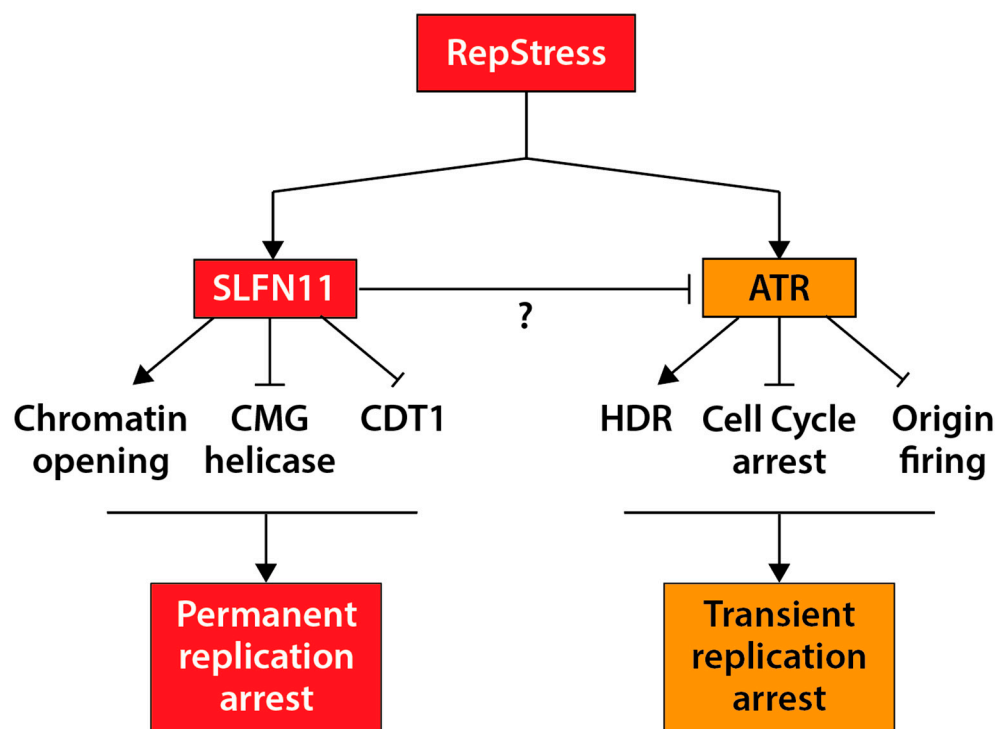 RepStress
SLFN11
ATR
?
Chromatin
opening
CMG
helicase
CDT1
HDR
Cell Cycle
arrest
Origin
firing
Permanent
replication
arrest
Transient
replication
arrest